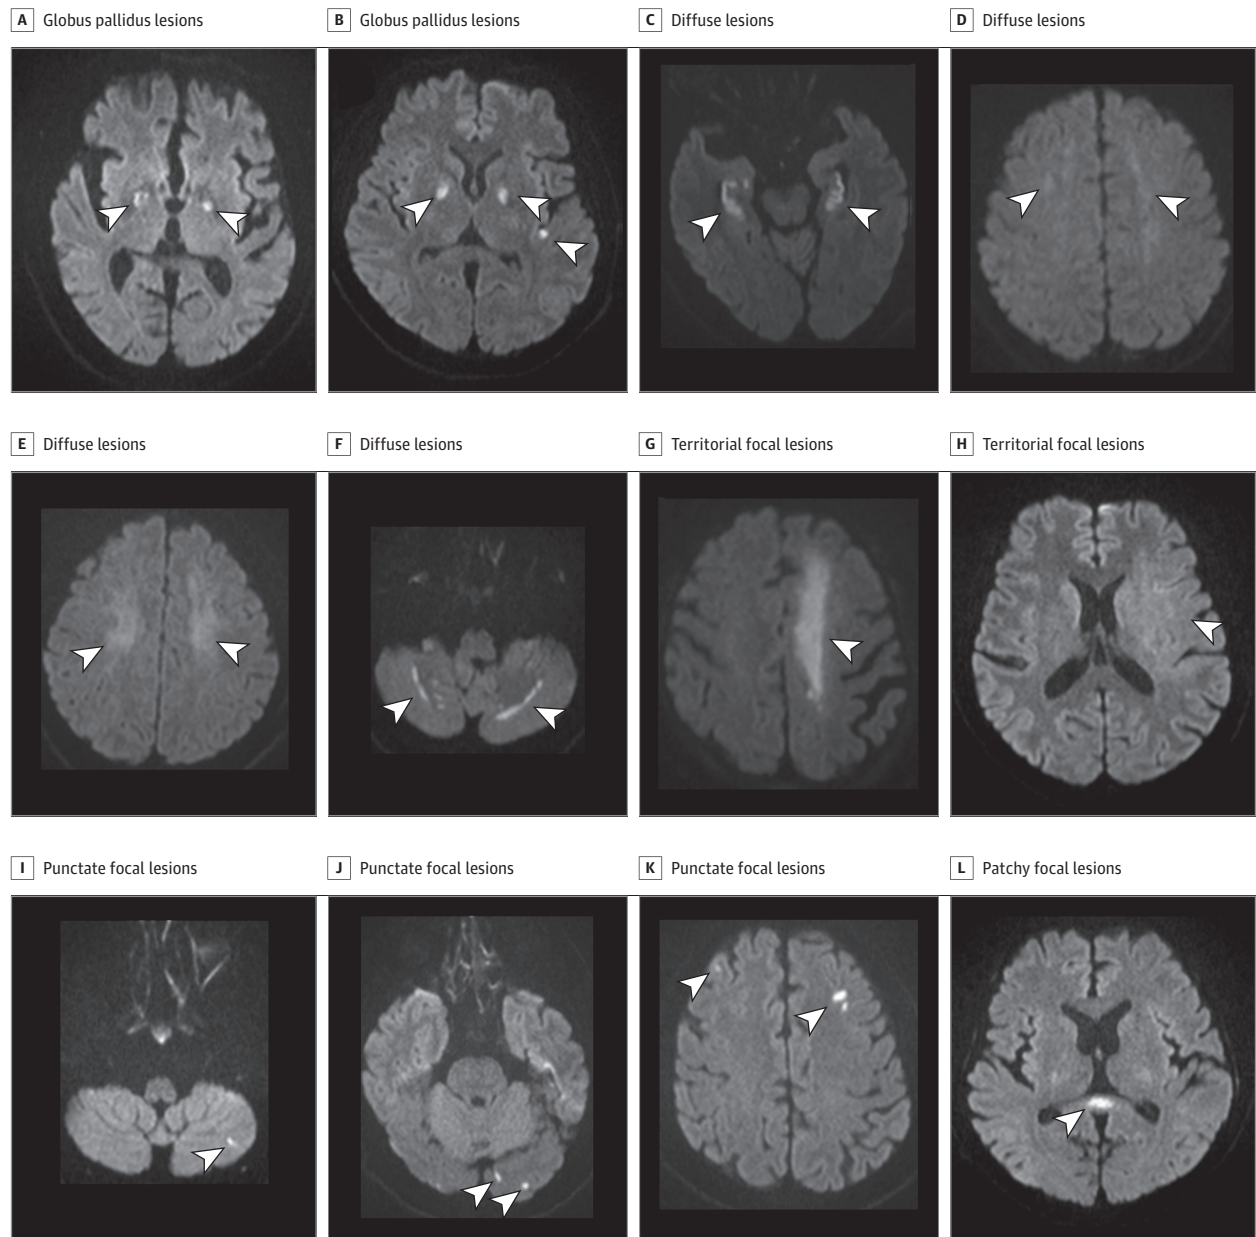 A Globus pallidus lesions
B Globus pallidus lesions
C Diffuse lesions
D Diffuse lesions
E Diffuse lesions
F Diffuse lesions
G Territorial focal lesions
H Territorial focal lesions
I Punctate focal lesions
J Punctate focal lesions
K Punctate focal lesions
L Patchy focal lesions